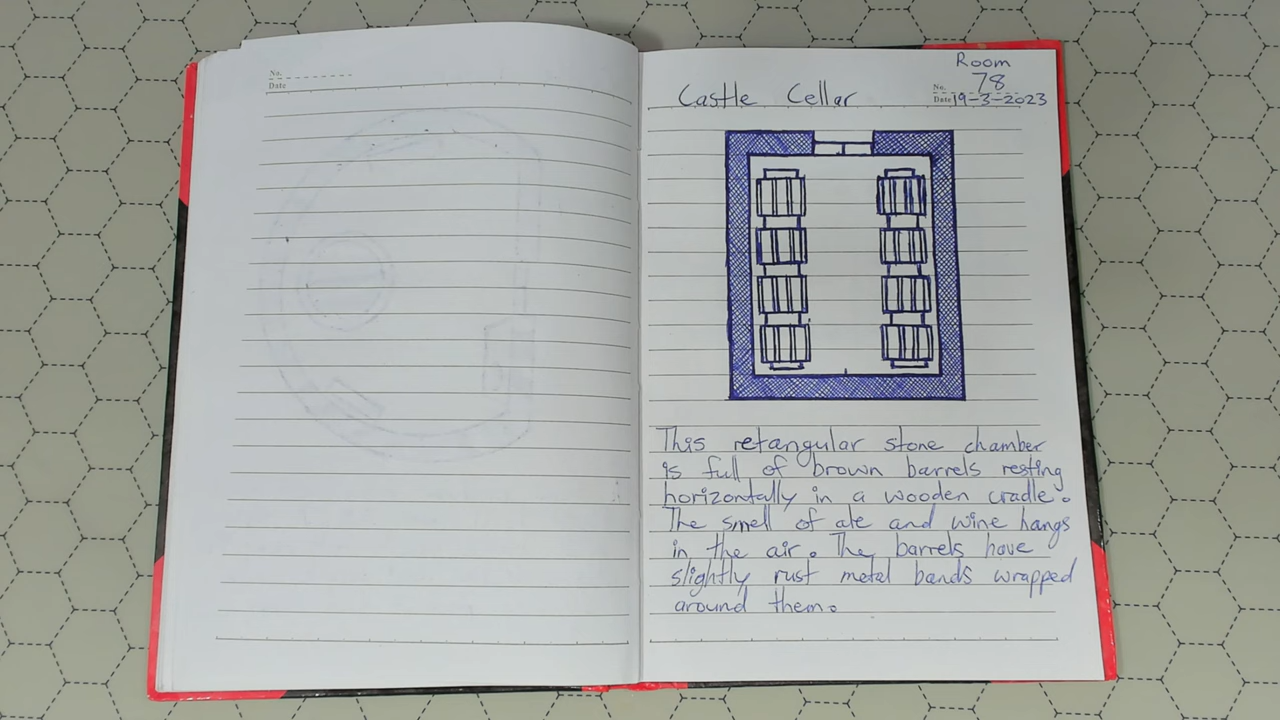 No.
Date
Room
Castle Cellar
No. 78
Date 19-3-2023
This retangular stone chamber
is full of brown barrels resting
horizontally in a wooden cradle.
The smell of ale and wine hangs
in the air. The barrels have
slightly rust metal bands wrapped
around them.